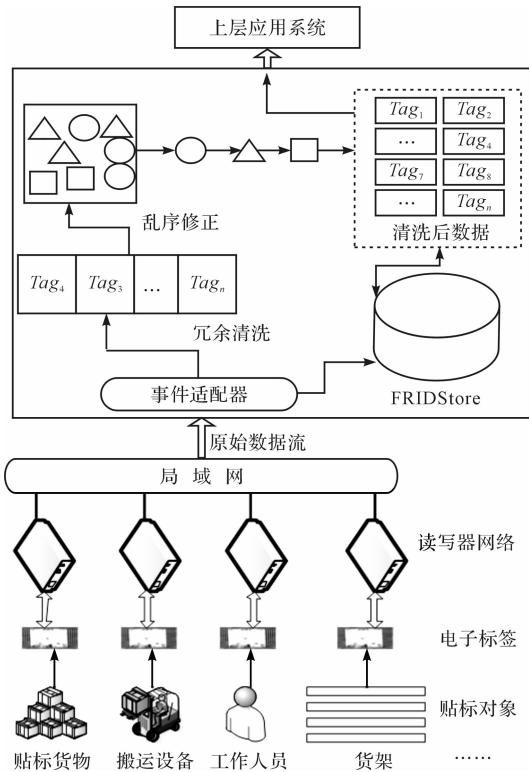 上层应用系统
Tag1 Tag2
... Tag4
Tag7 Tag8
... Tagn
清洗后数据
乱序修正
Tag4 Tag3 ... Tagn
冗余清洗
事件适配器
FRIDStore
原始数据流
局域网
读写器网络
电子标签
贴标对象
贴标货物 搬运设备 工作人员 货架 ……